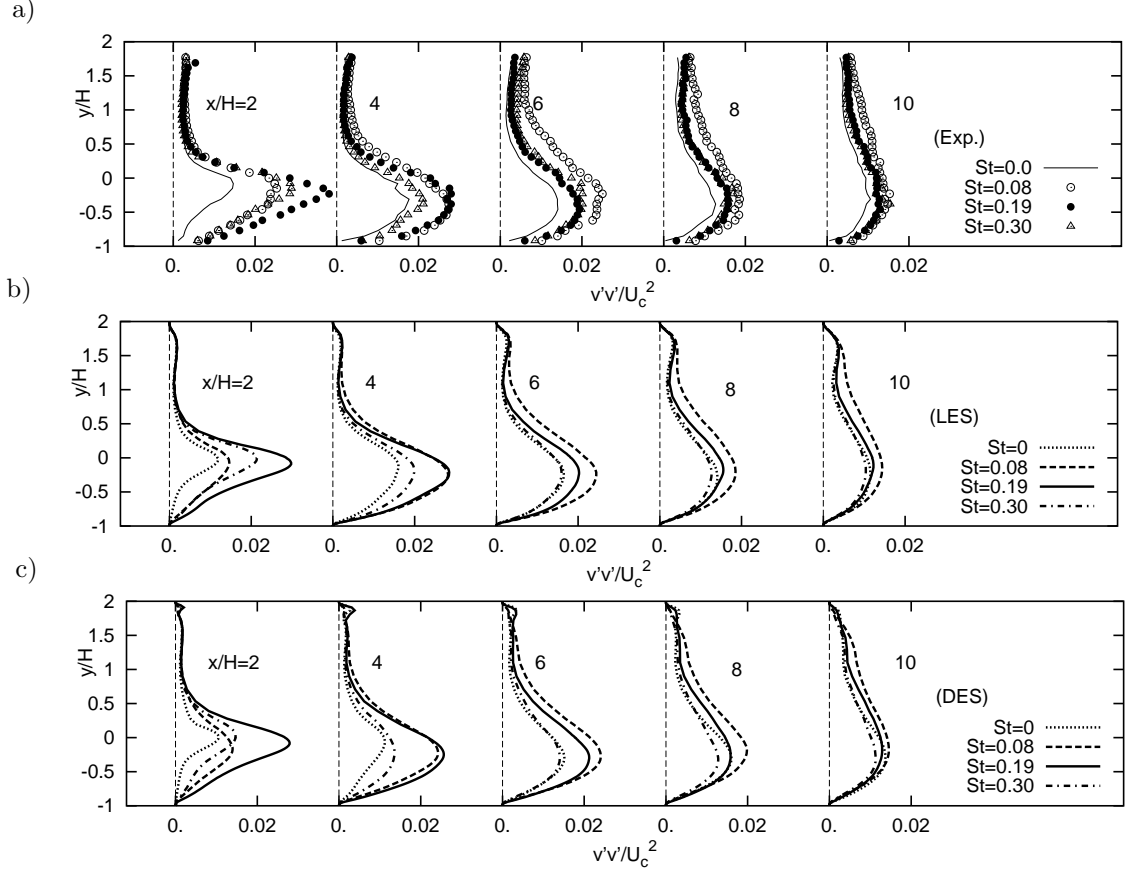 a)
2
1.5
1
0.5
0
-0.5
-1
y/H
x/H=2
4
6
8
10
(Exp.)
St=0.0
St=0.08
St=0.19
St=0.30
0. 0.02 0. 0.02 0. 0.02 0. 0.02 0. 0.02
v'v'/U_c^2
b)
2
1.5
1
0.5
0
-0.5
-1
y/H
x/H=2
4
6
8
10
(LES)
St=0
St=0.08
St=0.19
St=0.30
0. 0.02 0. 0.02 0. 0.02 0. 0.02 0. 0.02
v'v'/U_c^2
c)
2
1.5
1
0.5
0
-0.5
-1
y/H
x/H=2
4
6
8
10
(DES)
St=0
St=0.08
St=0.19
St=0.30
0. 0.02 0. 0.02 0. 0.02 0. 0.02 0. 0.02
v'v'/U_c^2